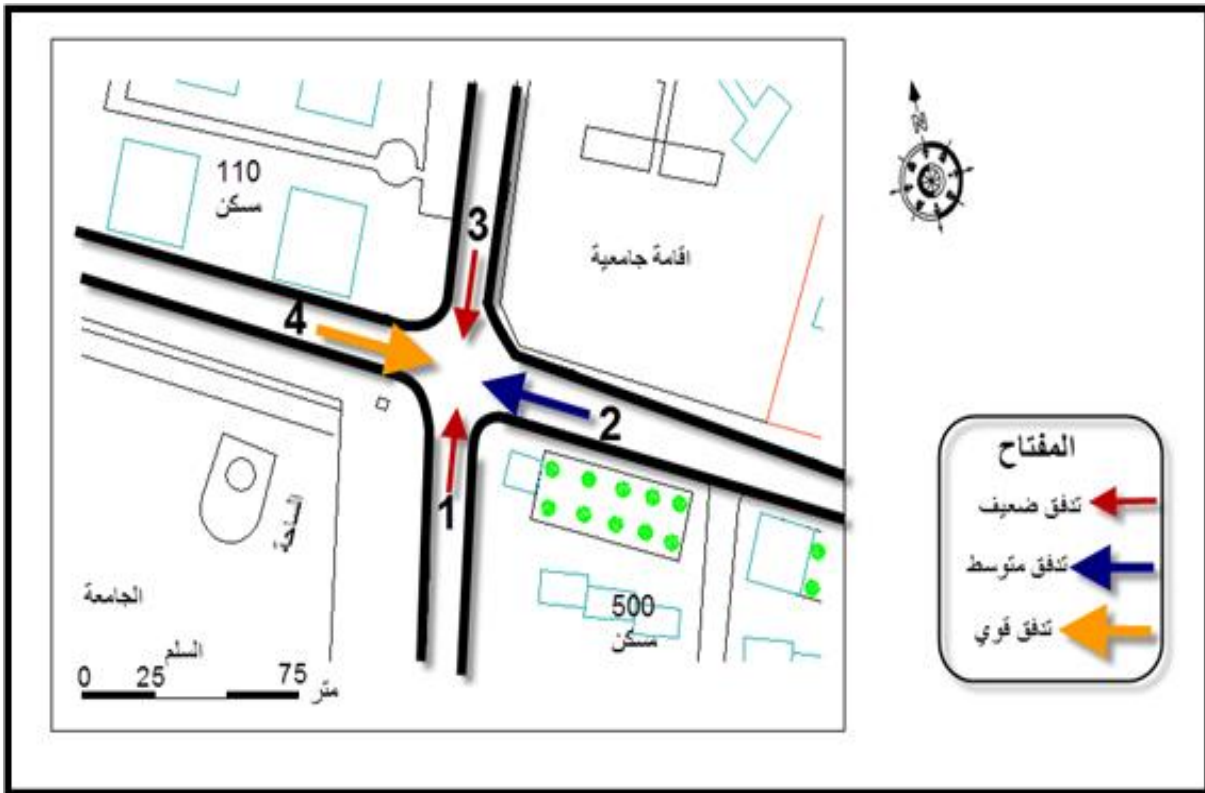 110
مسكن
3
N
اقامة جامعية
4
2
1
الساحة
الجامعة
500
مسكن
السلم
0 25 75 متر
المفتاح
تدفق ضعيف
تدفق متوسط
تدفق قوي